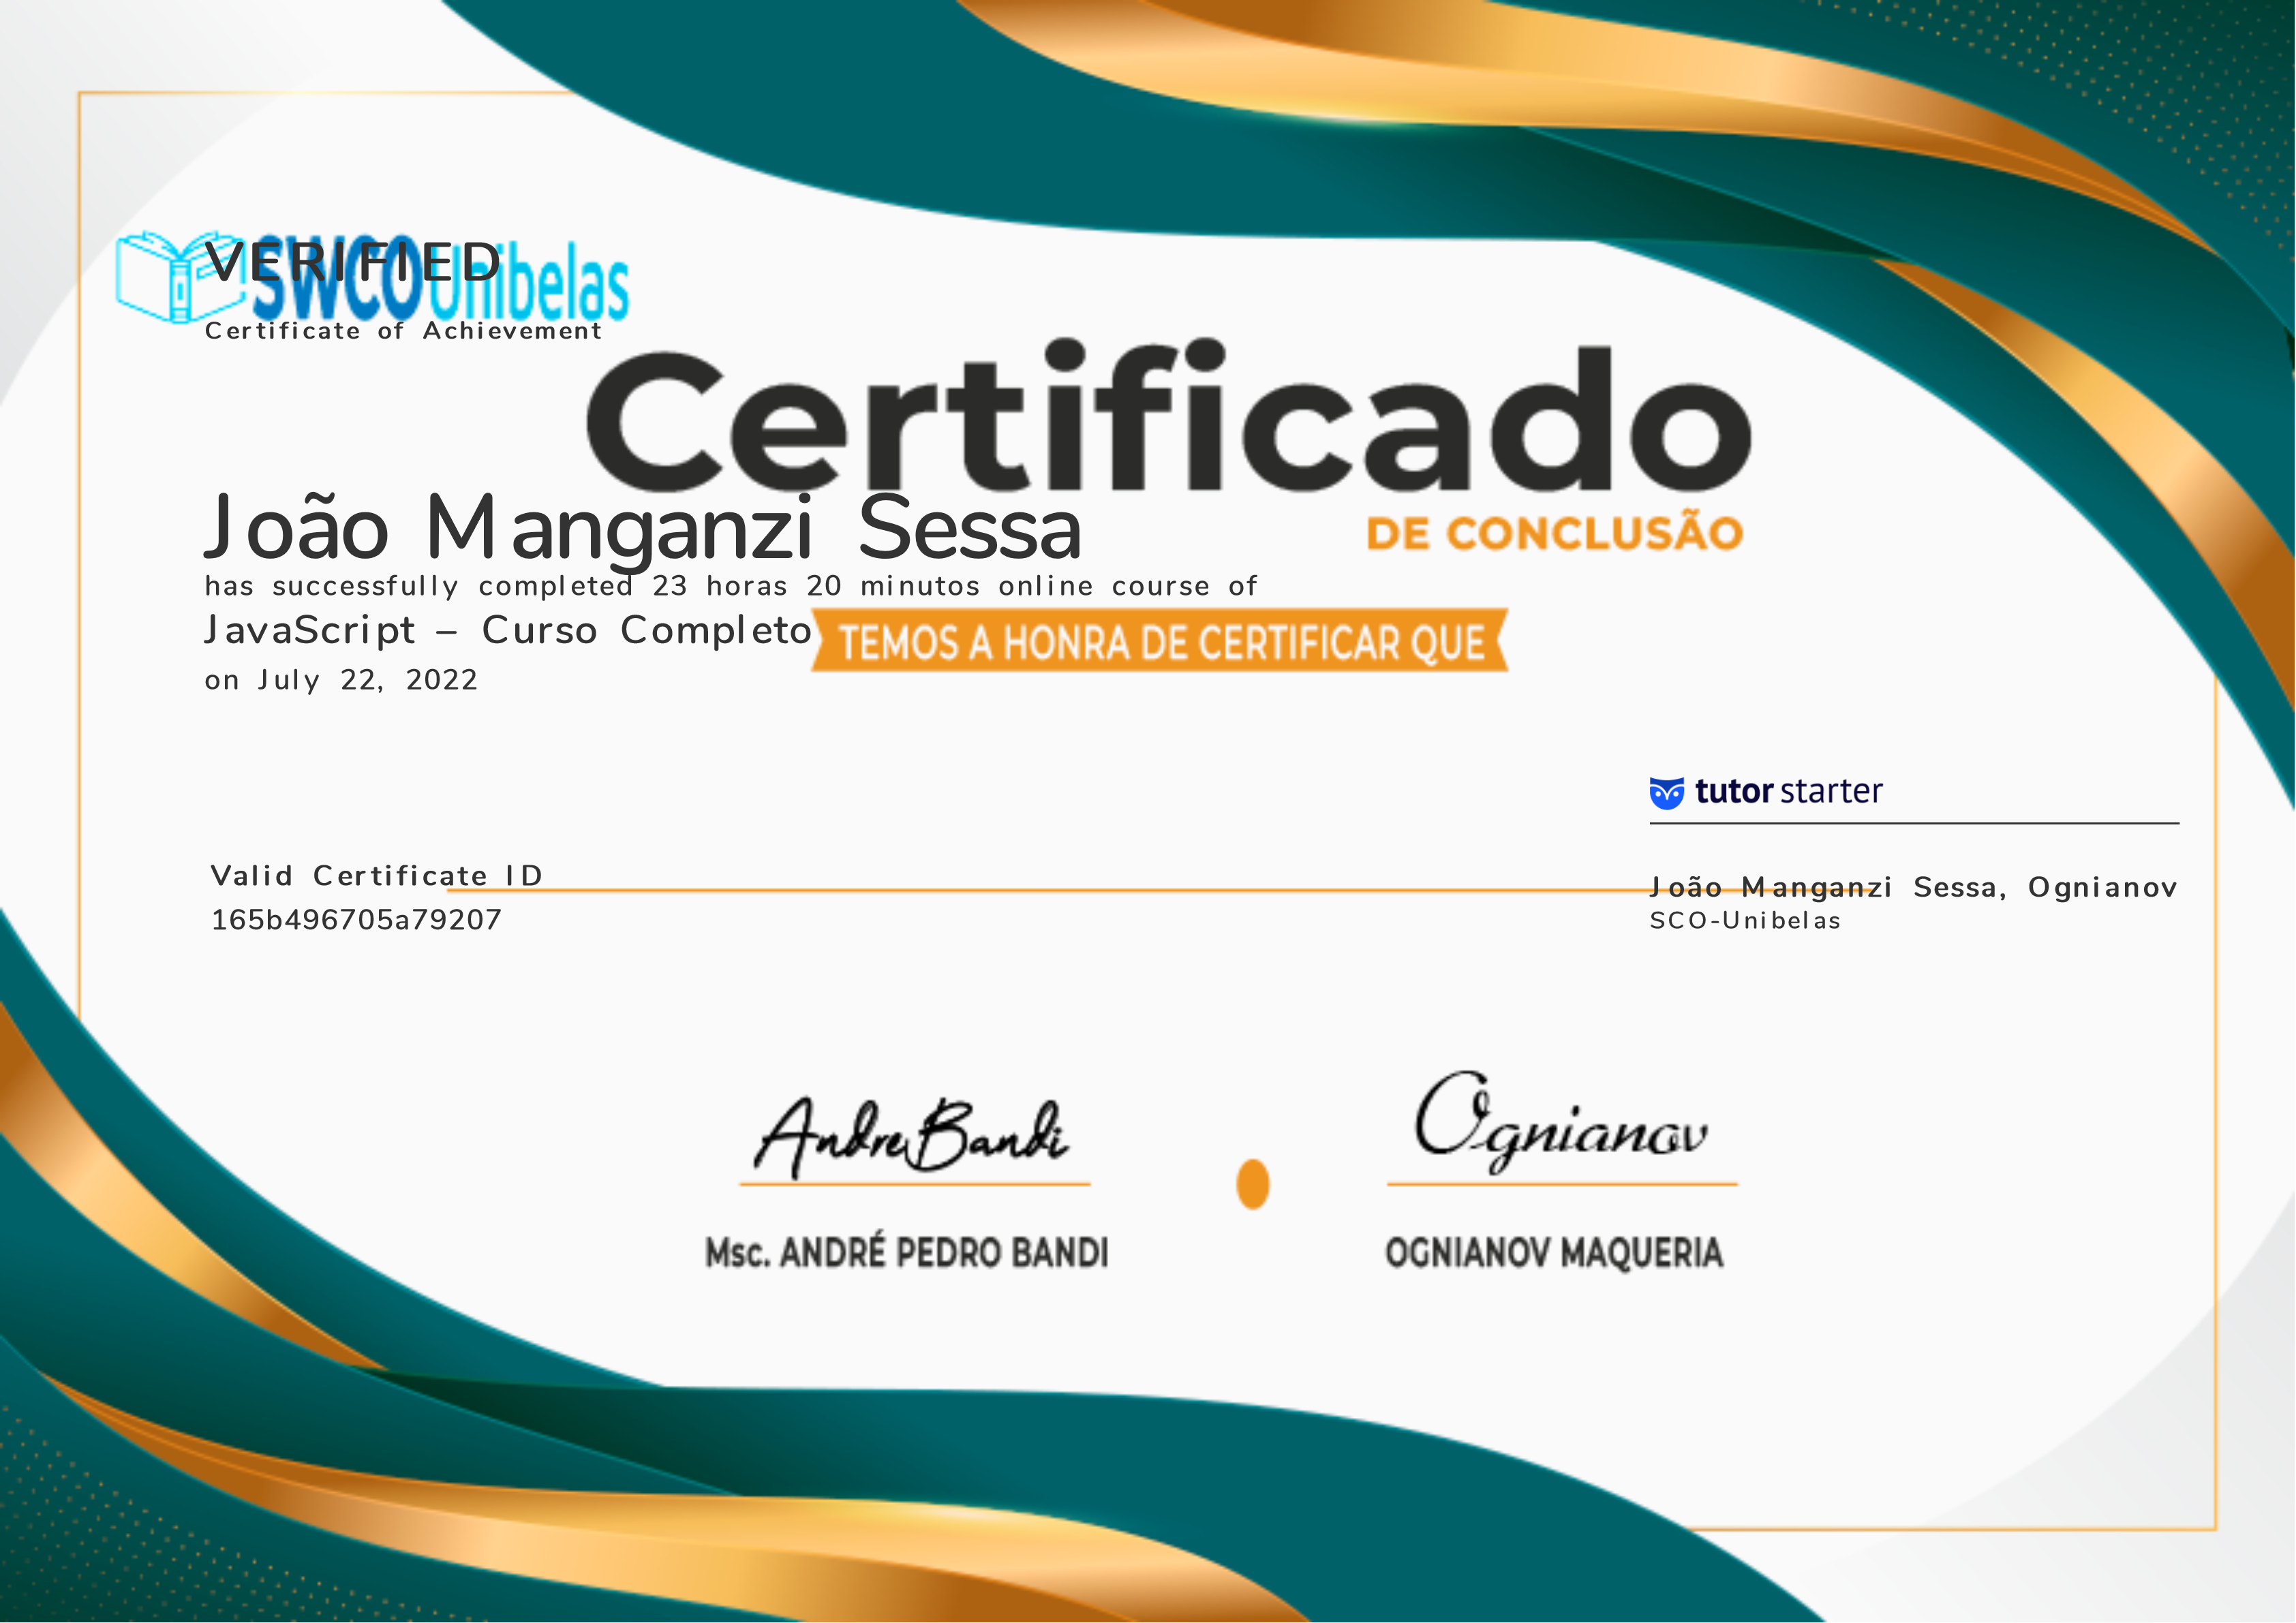 VERIFIED
SWCOUnibelas
Certificate of Achievement
Certificado
João Manganzi Sessa
DE CONCLUSÃO
has successfully completed 23 horas 20 minutos online course of
JavaScript – Curso Completo
TEMOS A HONRA DE CERTIFICAR QUE
on July 22, 2022
tutor starter
Valid Certificate ID
165b496705a79207
João Manganzi Sessa, Ognianov
SCO-Unibelas
Andre Bandi
Ognianov
Msc. ANDRÉ PEDRO BANDI
OGNIANOV MAQUERIA